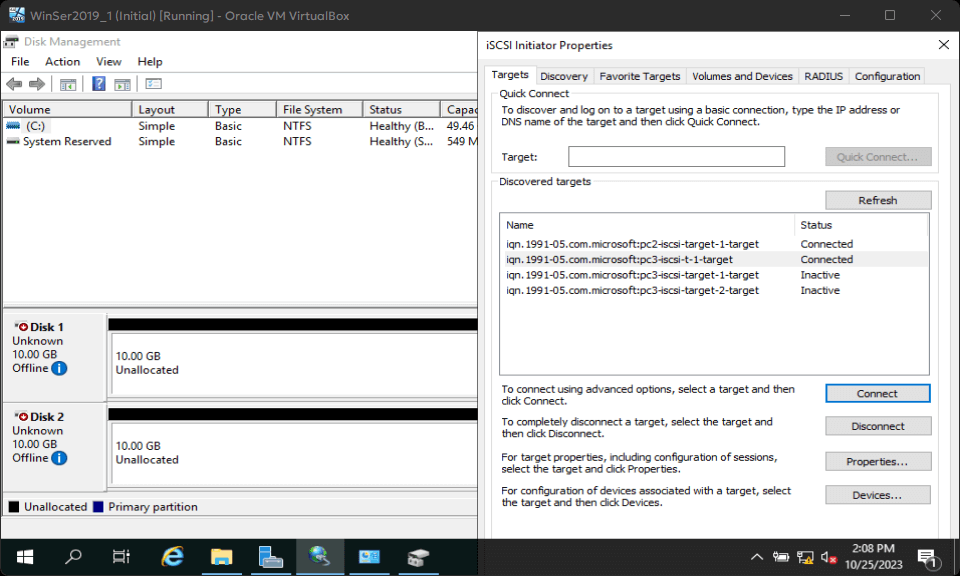 WinSer2019_1 (Initial) [Running] - Oracle VM VirtualBox
Disk Management
File Action View Help
Volume Layout Type File System Status Capac
(C:) Simple Basic NTFS Healthy (B... 49.46
System Reserved Simple Basic NTFS Healthy (S... 549 M
Disk 1
Unknown
10.00 GB
Offline
10.00 GB
Unallocated
Disk 2
Unknown
10.00 GB
Offline
10.00 GB
Unallocated
Unallocated Primary partition
iSCSI Initiator Properties
Targets Discovery Favorite Targets Volumes and Devices RADIUS Configuration
Quick Connect
To discover and log on to a target using a basic connection, type the IP address or
DNS name of the target and then click Quick Connect.
Target: Quick Connect...
Discovered targets
Refresh
Name Status
iqn.1991-05.com.microsoft:pc2-iscsi-target-1-target Connected
iqn.1991-05.com.microsoft:pc3-iscsi-t-1-target Connected
iqn.1991-05.com.microsoft:pc3-iscsi-target-1-target Inactive
iqn.1991-05.com.microsoft:pc3-iscsi-target-2-target Inactive
To connect using advanced options, select a target and then
click Connect.
Connect
To completely disconnect a target, select the target and
then click Disconnect.
Disconnect
For target properties, including configuration of sessions,
select the target and click Properties.
Properties...
For configuration of devices associated with a target, select
the target and then click Devices.
Devices...
2:08 PM
10/25/2023
1